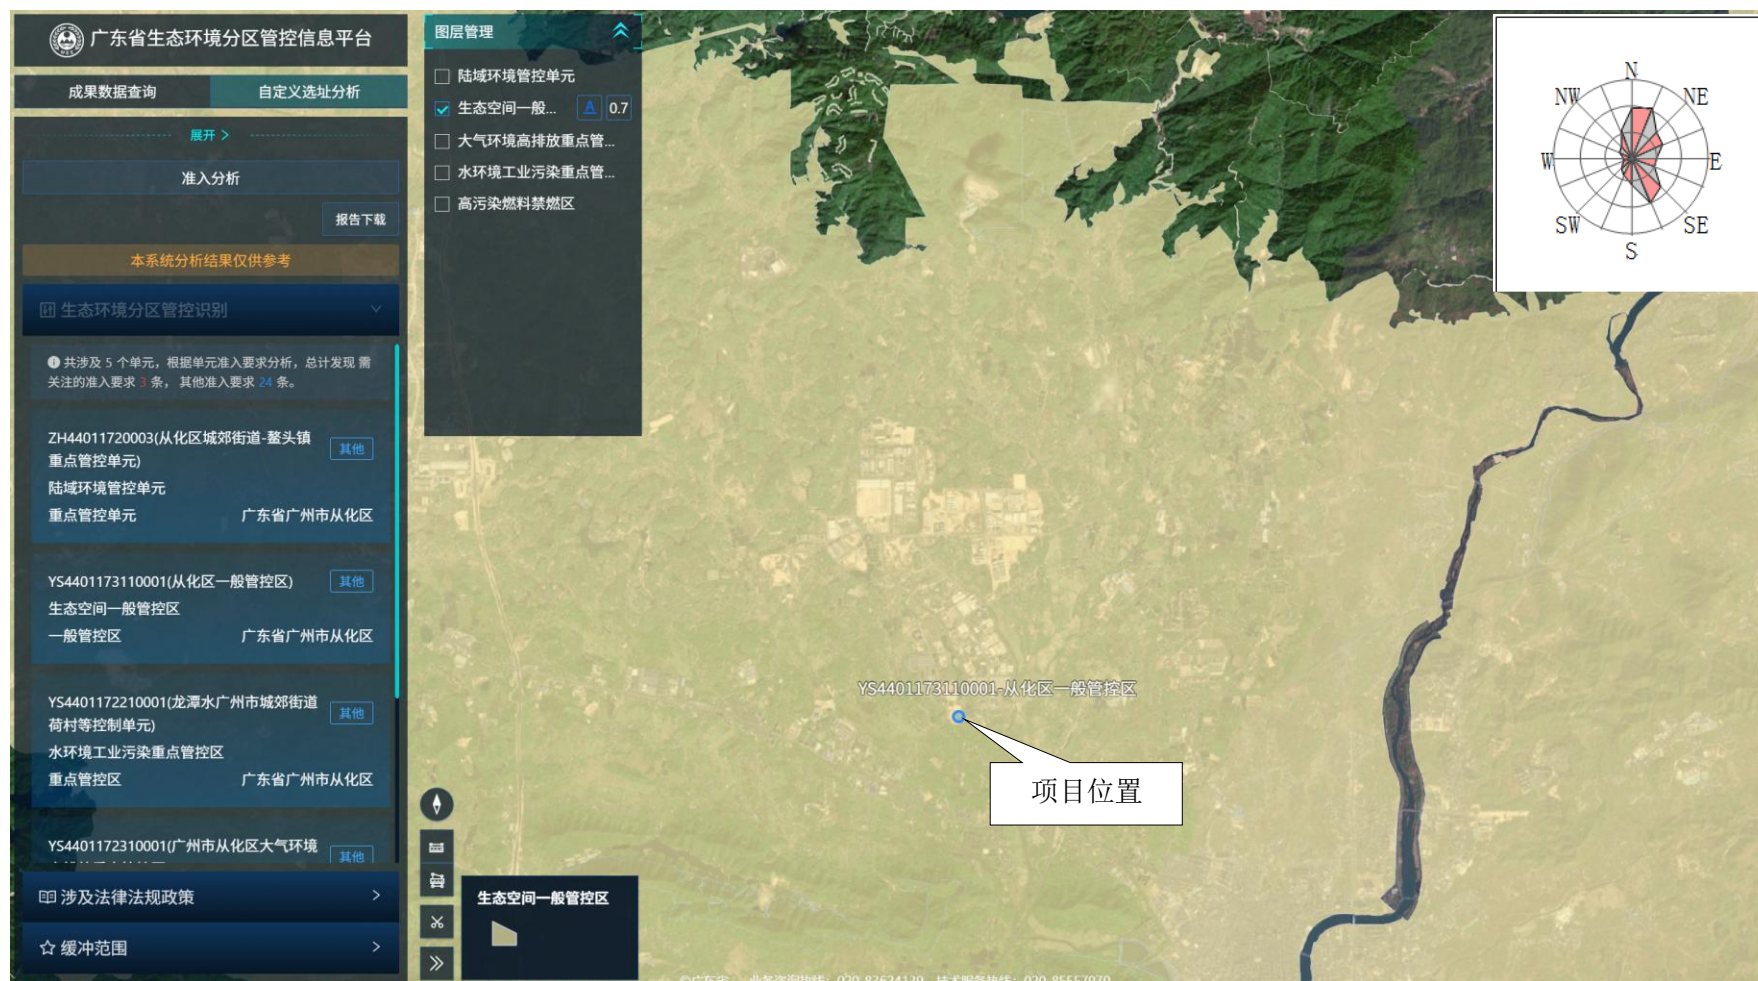 广东省生态环境分区管控信息平台
成果数据查询
自定义选址分析
展开 >
准入分析
报告下载
本系统分析结果仅供参考
生态环境分区管控识别
共涉及 5 个单元，根据单元准入要求分析，总计发现 需
关注的准入要求 3 条， 其他准入要求 24 条。
ZH44011720003(从化区城郊街道-鳌头镇
重点管控单元)
其他
陆域环境管控单元
重点管控单元
广东省广州市从化区
YS4401173110001(从化区一般管控区)
其他
生态空间一般管控区
一般管控区
广东省广州市从化区
YS4401172210001(龙潭水广州市城郊街道
荷村等控制单元)
其他
水环境工业污染重点管控区
重点管控区
广东省广州市从化区
YS4401172310001(广州市从化区大气环境
其他
涉及法律法规政策
缓冲范围
图层管理
陆域环境管控单元
生态空间一般...
A
0.7
大气环境高排放重点管...
水环境工业污染重点管...
高污染燃料禁燃区
N
NW
NE
W
E
SW
SE
S
YS4401173110001-从化区一般管控区
项目位置
生态空间一般管控区